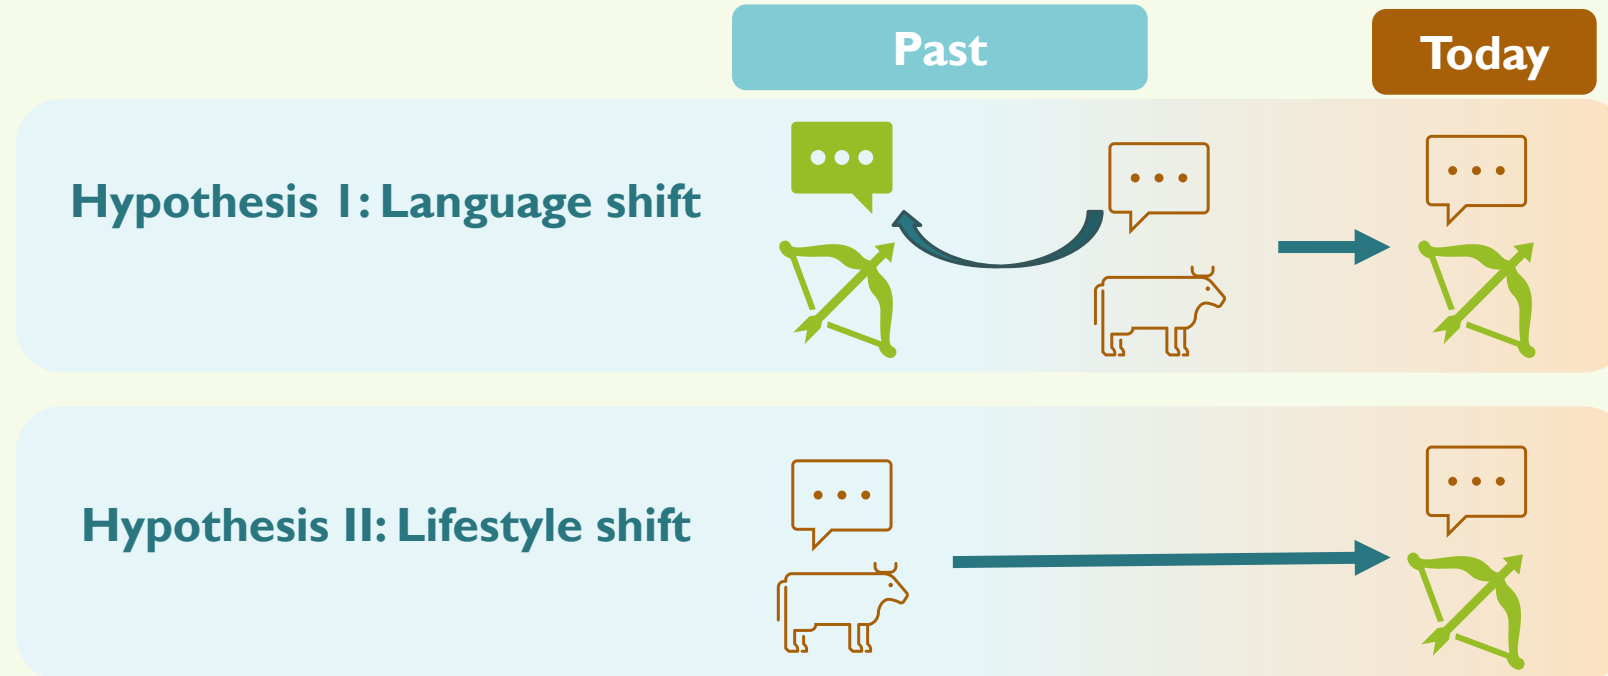 Past
Today
Hypothesis I: Language shift
Hypothesis II: Lifestyle shift